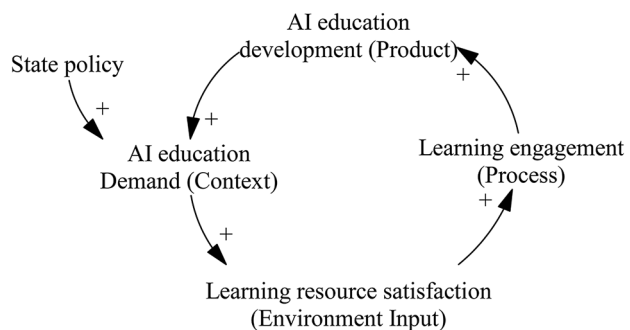 AI education
development (Product)
+
State policy
+
+
AI education
Demand (Context)
Learning engagement
(Process)
+
+
Learning resource satisfaction
(Environment Input)